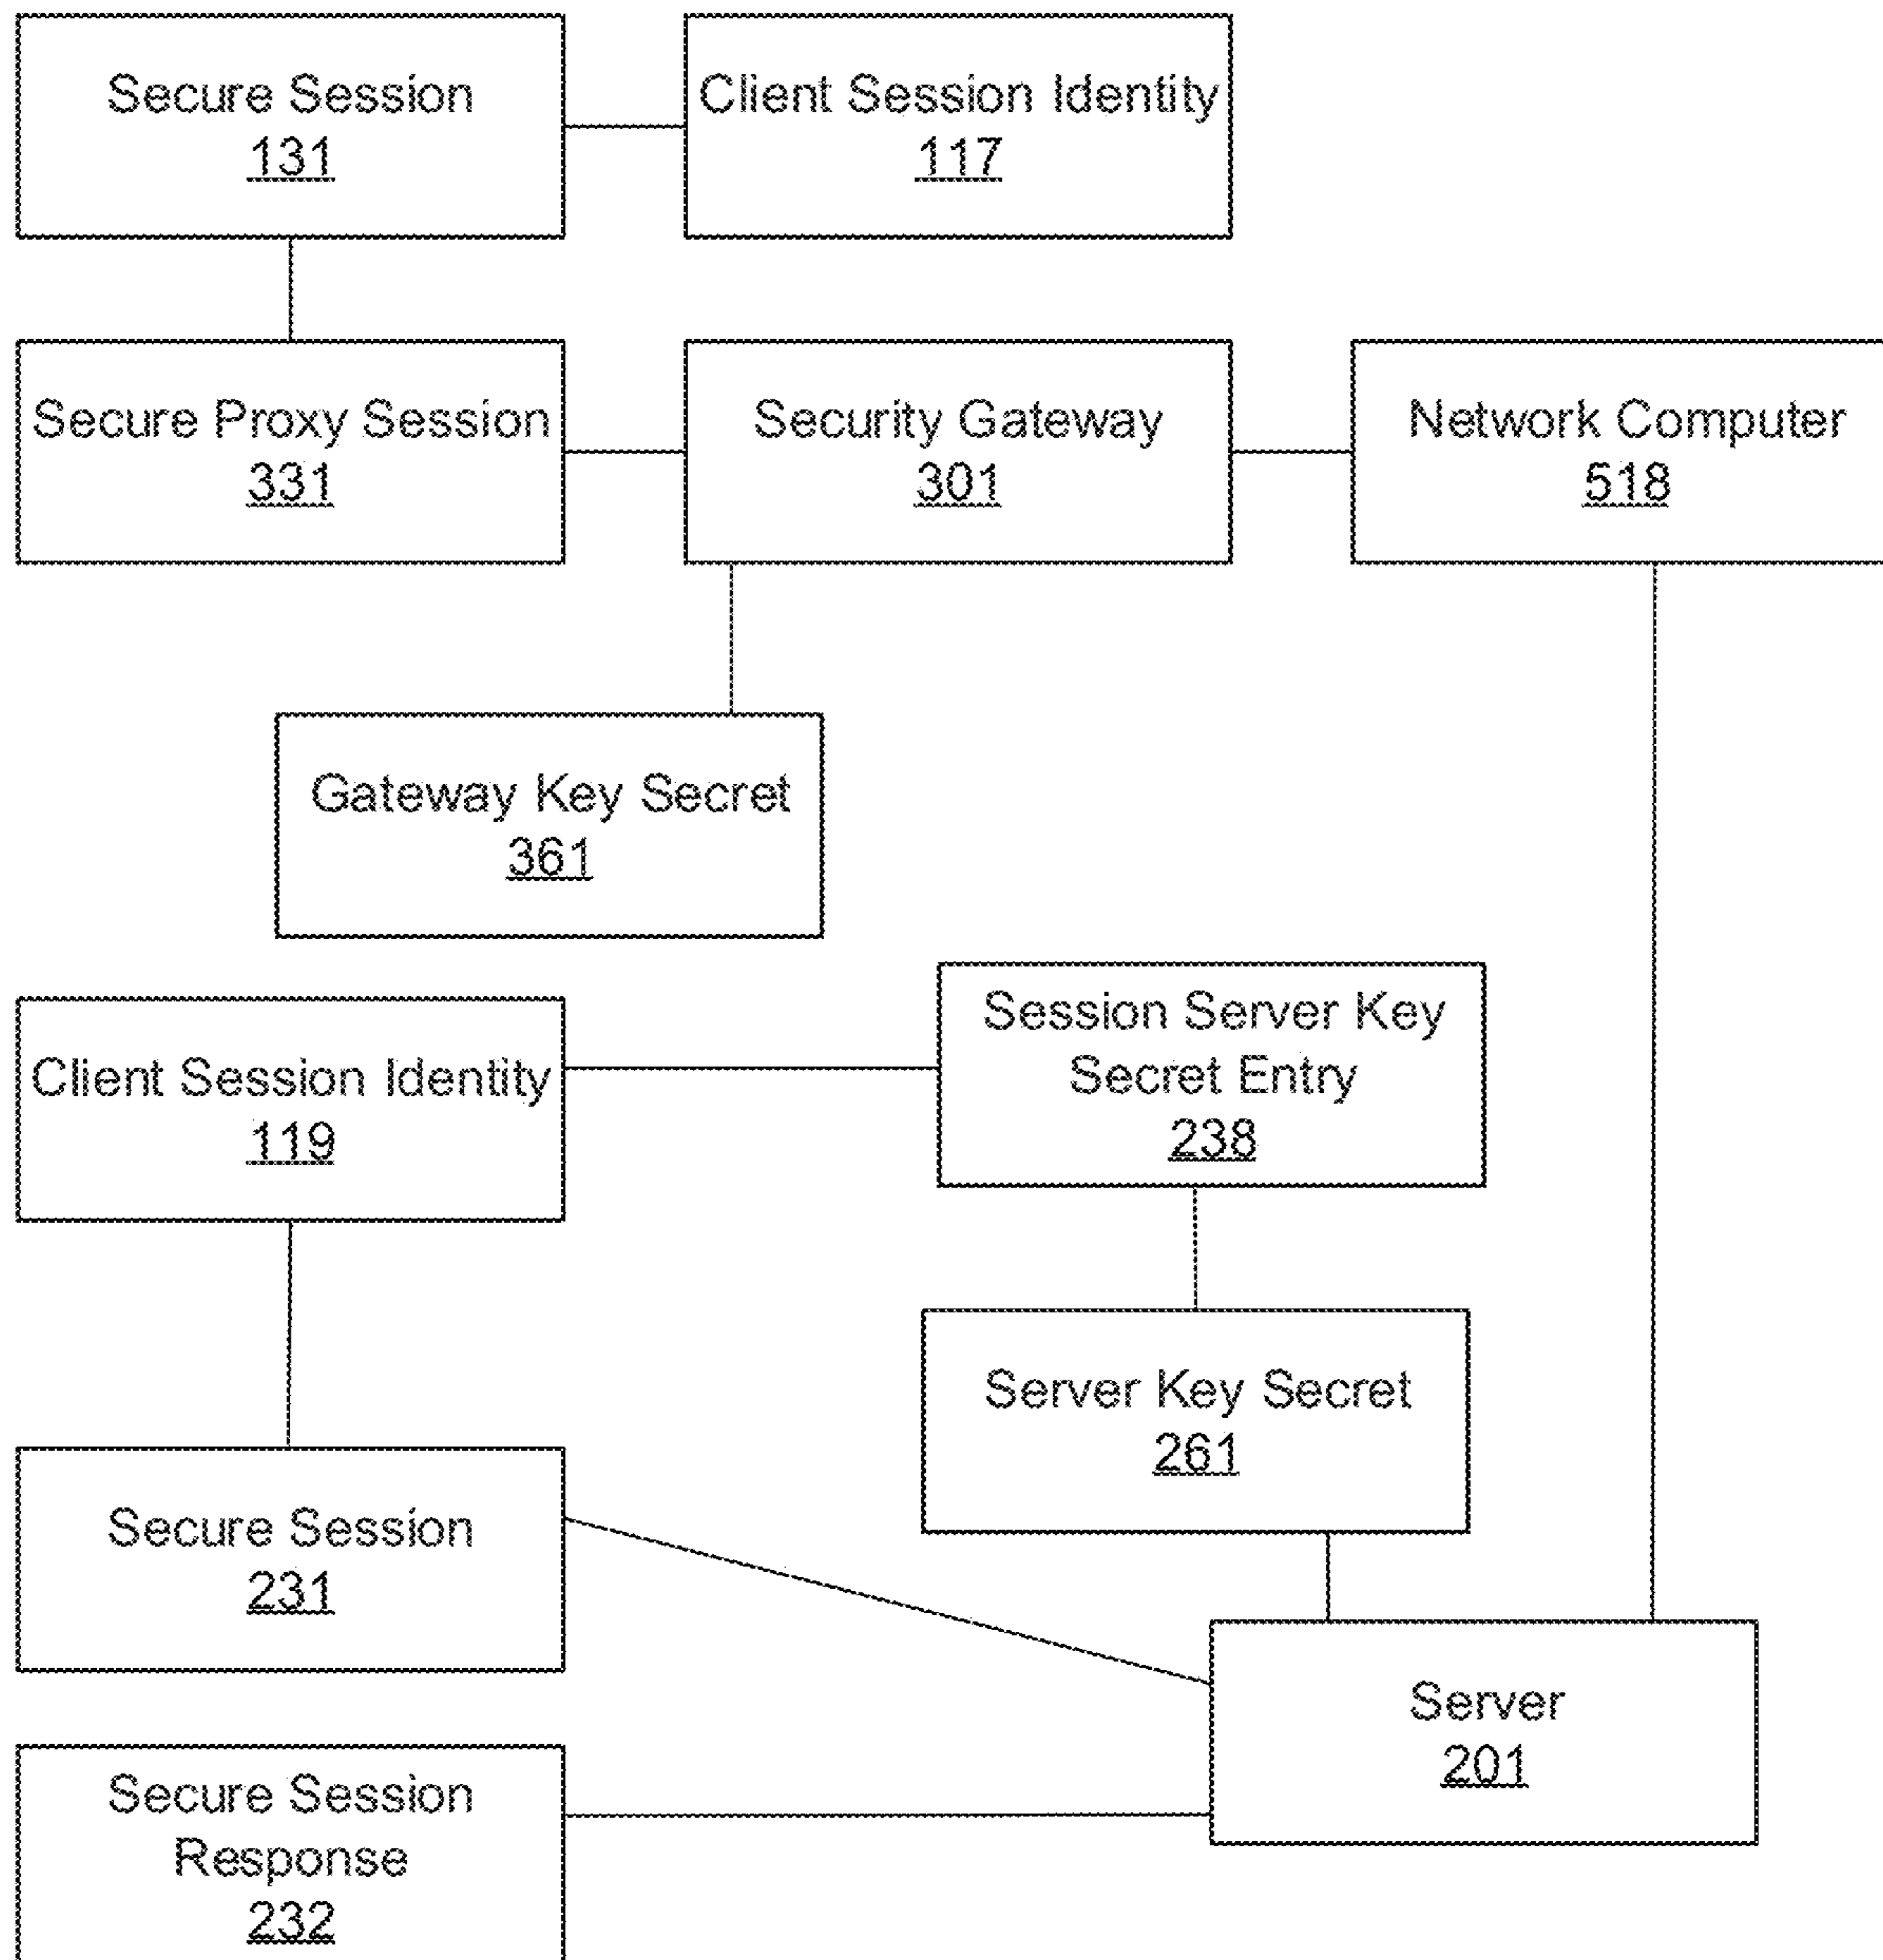 Secure Session
131
Client Session Identity
117
Secure Proxy Session
331
Security Gateway
301
Network Computer
518
Gateway Key Secret
361
Client Session Identity
119
Session Server Key
Secret Entry
238
Server Key Secret
261
Secure Session
231
Server
201
Secure Session
Response
232